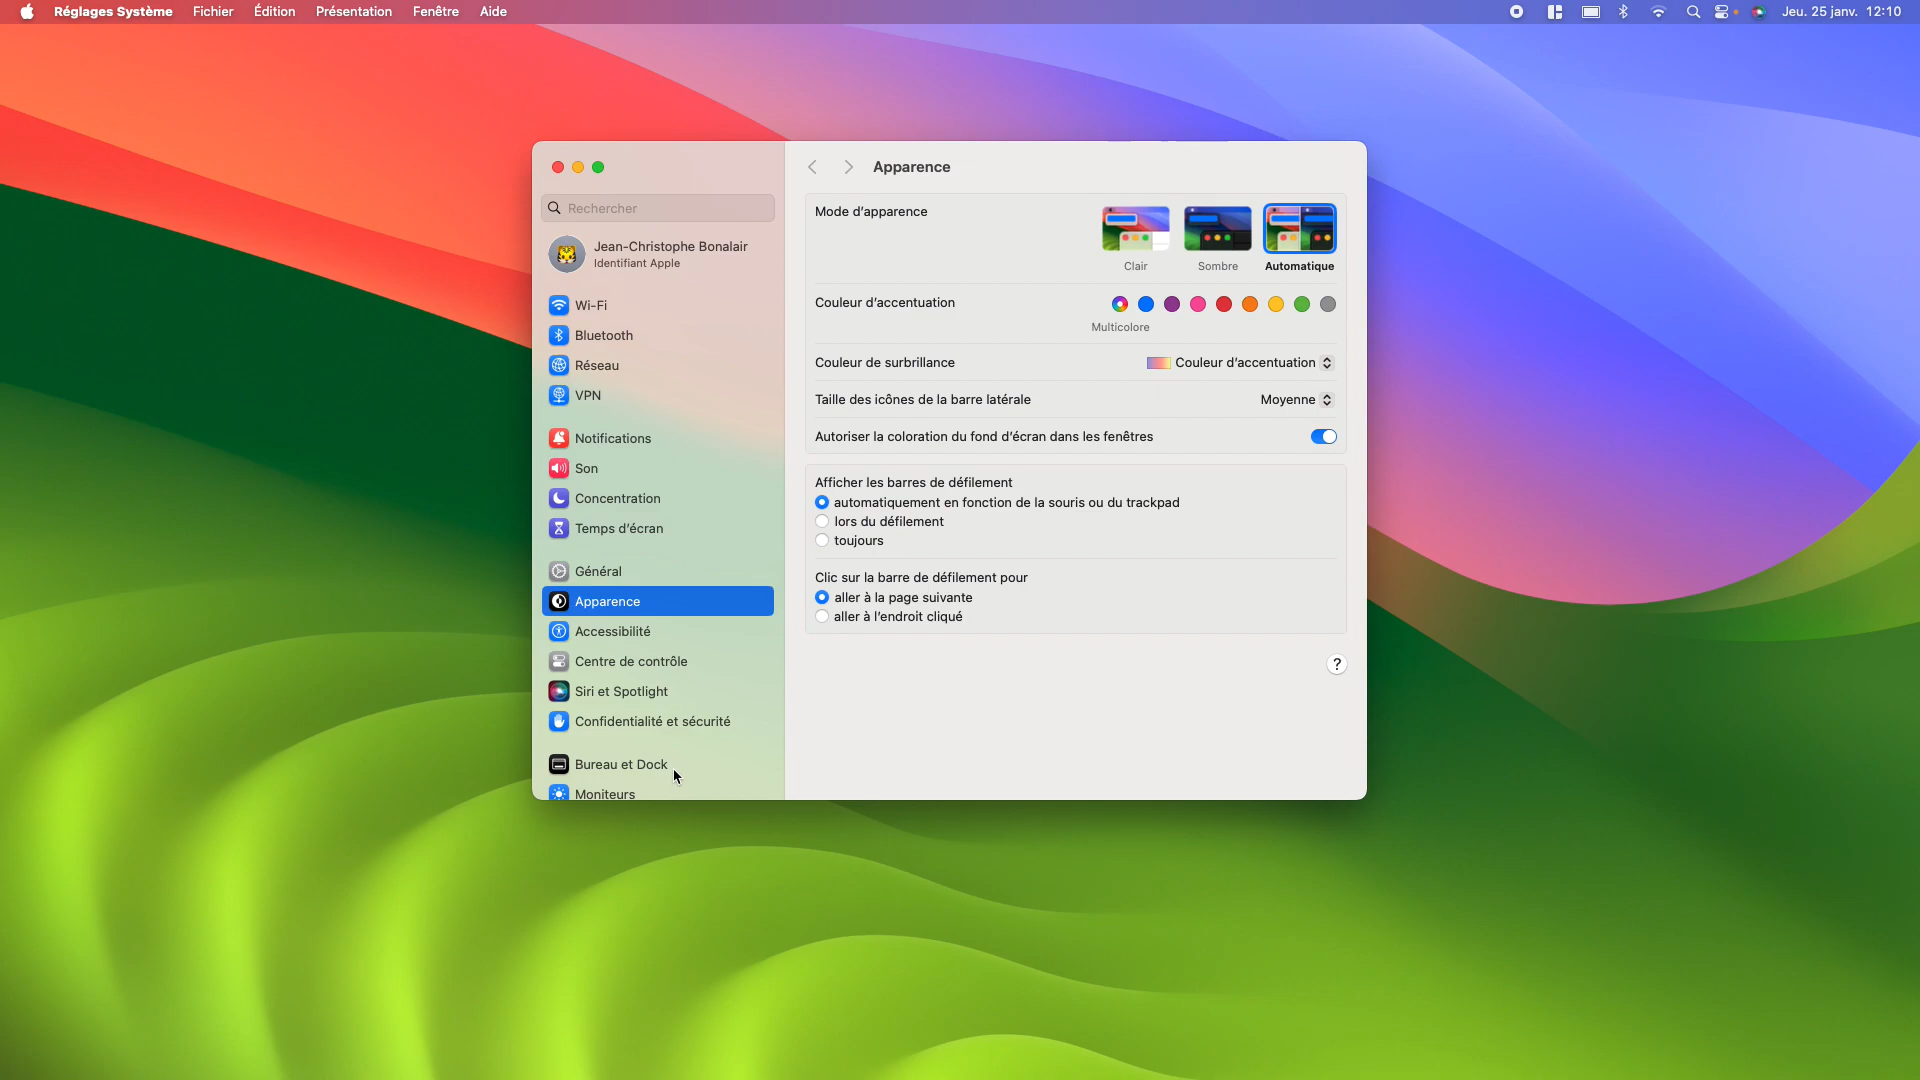 Réglages Système Fichier Édition Présentation Fenêtre Aide Jeu. 25 janv. 12:10
Apparence
Rechercher
Jean-Christophe Bonalair
Identifiant Apple
Wi-Fi
Bluetooth
Réseau
VPN
Notifications
Son
Concentration
Temps d'écran
Général
Apparence
Accessibilité
Centre de contrôle
Siri et Spotlight
Confidentialité et sécurité
Bureau et Dock
Moniteurs
Mode d'apparence
Clair Sombre Automatique
Couleur d'accentuation
Multicolore
Couleur de surbrillance Couleur d'accentuation
Taille des icônes de la barre latérale Moyenne
Autoriser la coloration du fond d'écran dans les fenêtres
Afficher les barres de défilement
automatiquement en fonction de la souris ou du trackpad
lors du défilement
toujours
Clic sur la barre de défilement pour
aller à la page suivante
aller à l'endroit cliqué
?